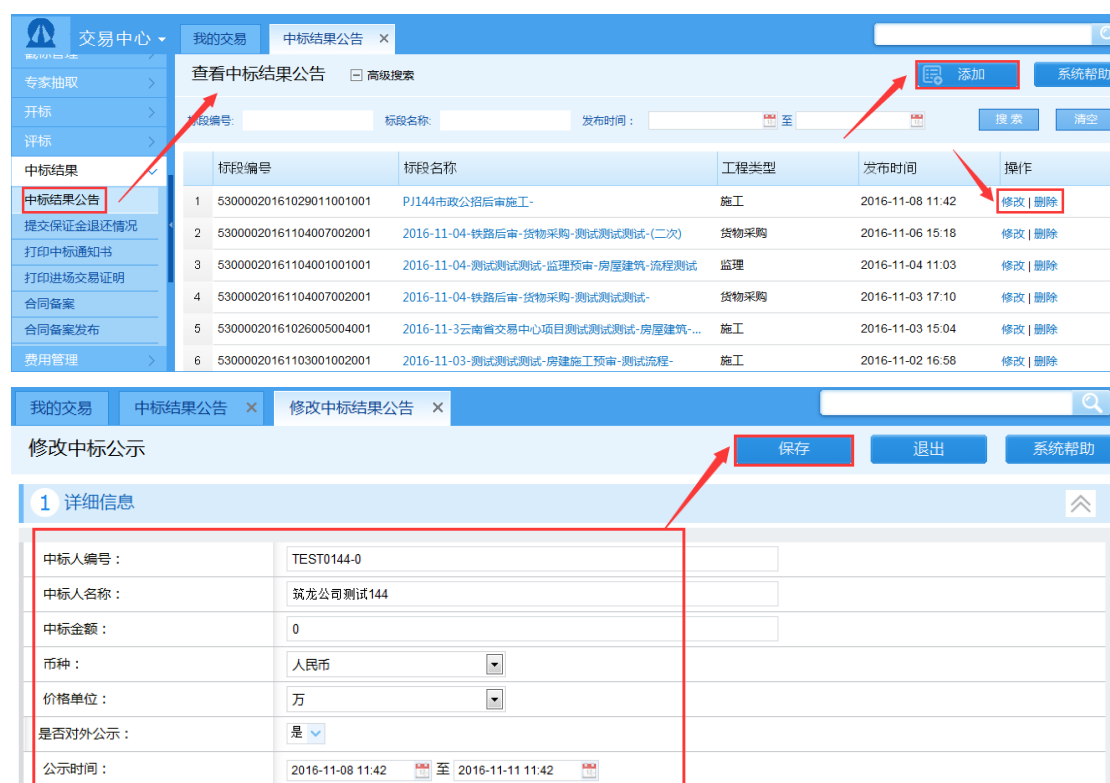 交易中心 我的交易 中标结果公告 ×
专家抽取
开标
评标
中标结果
中标结果公告
提交保证金退还情况
打印中标通知书
打印进场交易证明
合同备案
合同备案发布
费用管理
查看中标结果公告 高级搜索 添加 系统帮助
标段编号: 标段名称: 发布时间： 至 搜索 清空
标段编号 标段名称 工程类型 发布时间 操作
1 53000020161029011001001 PJ144市政公招后审施工- 施工 2016-11-08 11:42 修改 | 删除
2 53000020161104007002001 2016-11-04-铁路后审-货物采购-测试测试测试-(二次) 货物采购 2016-11-06 15:18 修改 | 删除
3 53000020161104001001001 2016-11-04-测试测试测试-监理预审-房屋建筑-流程测试 监理 2016-11-04 11:03 修改 | 删除
4 53000020161104007002001 2016-11-04-铁路后审-货物采购-测试测试测试- 货物采购 2016-11-03 17:10 修改 | 删除
5 53000020161026005004001 2016-11-3云南省交易中心项目测试测试测试-房屋建筑-... 施工 2016-11-03 15:04 修改 | 删除
6 53000020161103001002001 2016-11-03-测试测试测试-房建施工预审-测试流程- 施工 2016-11-02 16:58 修改 | 删除
我的交易 中标结果公告 × 修改中标结果公告 ×
修改中标公示 保存 退出 系统帮助
1 详细信息
中标人编号： TEST0144-0
中标人名称： 筑龙公司测试144
中标金额： 0
币种： 人民币
价格单位： 万
是否对外公示： 是
公示时间： 2016-11-08 11:42 至 2016-11-11 11:42